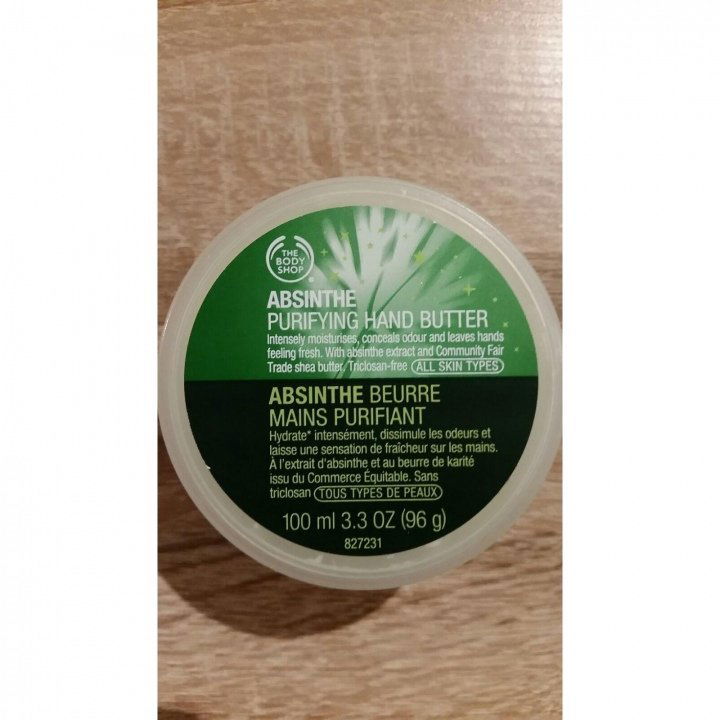 THE
BODY
SHOP
ABSINTHE
PURIFYING HAND BUTTER
Intensely moisturises, conceals odour and leaves hands
feeling fresh. With absinthe extract and Community Fair
Trade shea butter. Triclosan-free ALL SKIN TYPES
ABSINTHE BEURRE
MAINS PURIFIANT
Hydrate* intensément, dissimule les odeurs et
laisse une sensation de fraîcheur sur les mains.
À l'extrait d'absinthe et au beurre de karité
issu du Commerce Équitable. Sans
triclosan TOUS TYPES DE PEAUX
100 ml 3.3 OZ (96 g)
827231